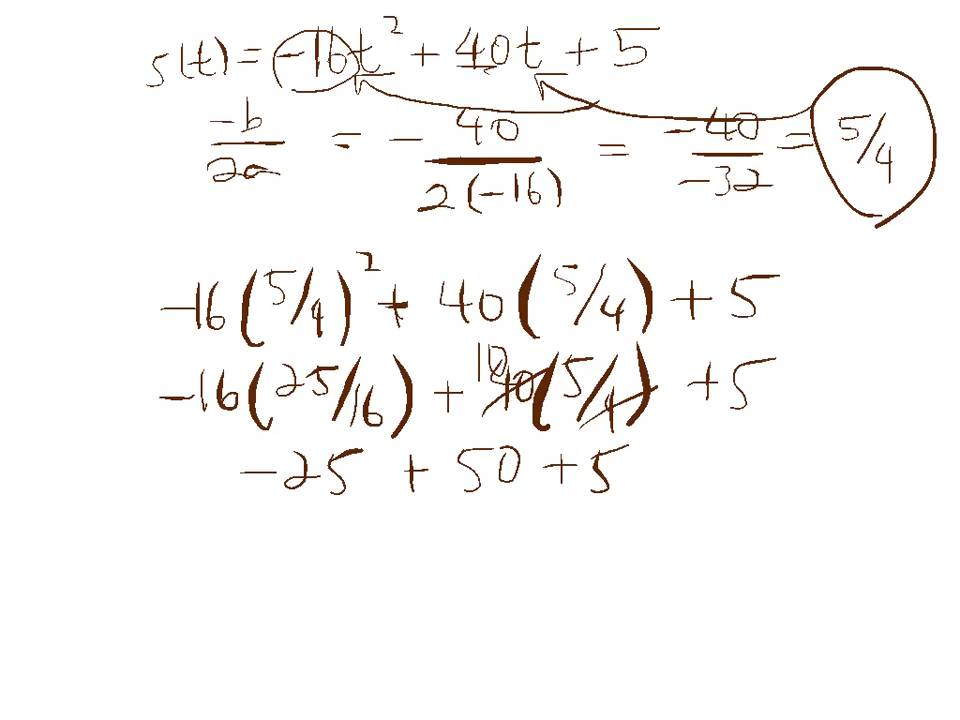 s(t) = -16t² + 40t + 5
-b/2a = - 40/2(-16) = -40/-32 = 5/4
-16(5/4)² + 40(5/4) + 5
-16(25/16) + 40 10(5/4) + 5
-25 + 50 + 5